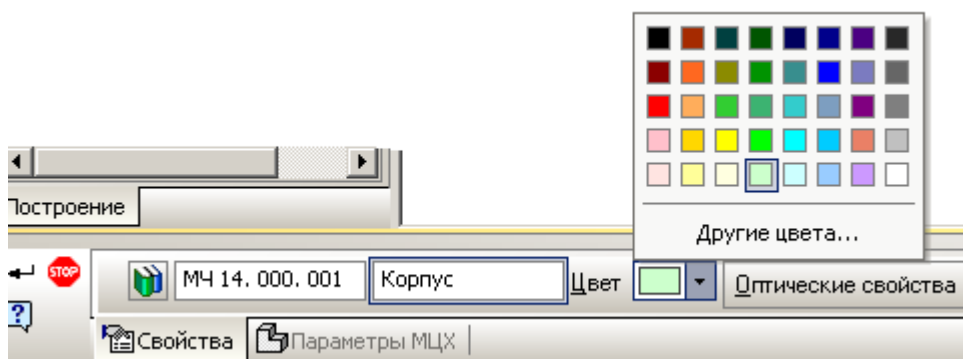 Построение
Другие цвета...
STOP
МЧ 14. 000. 001
Корпус
Цвет
Оптические свойства
?
Свойства
Параметры МЦХ